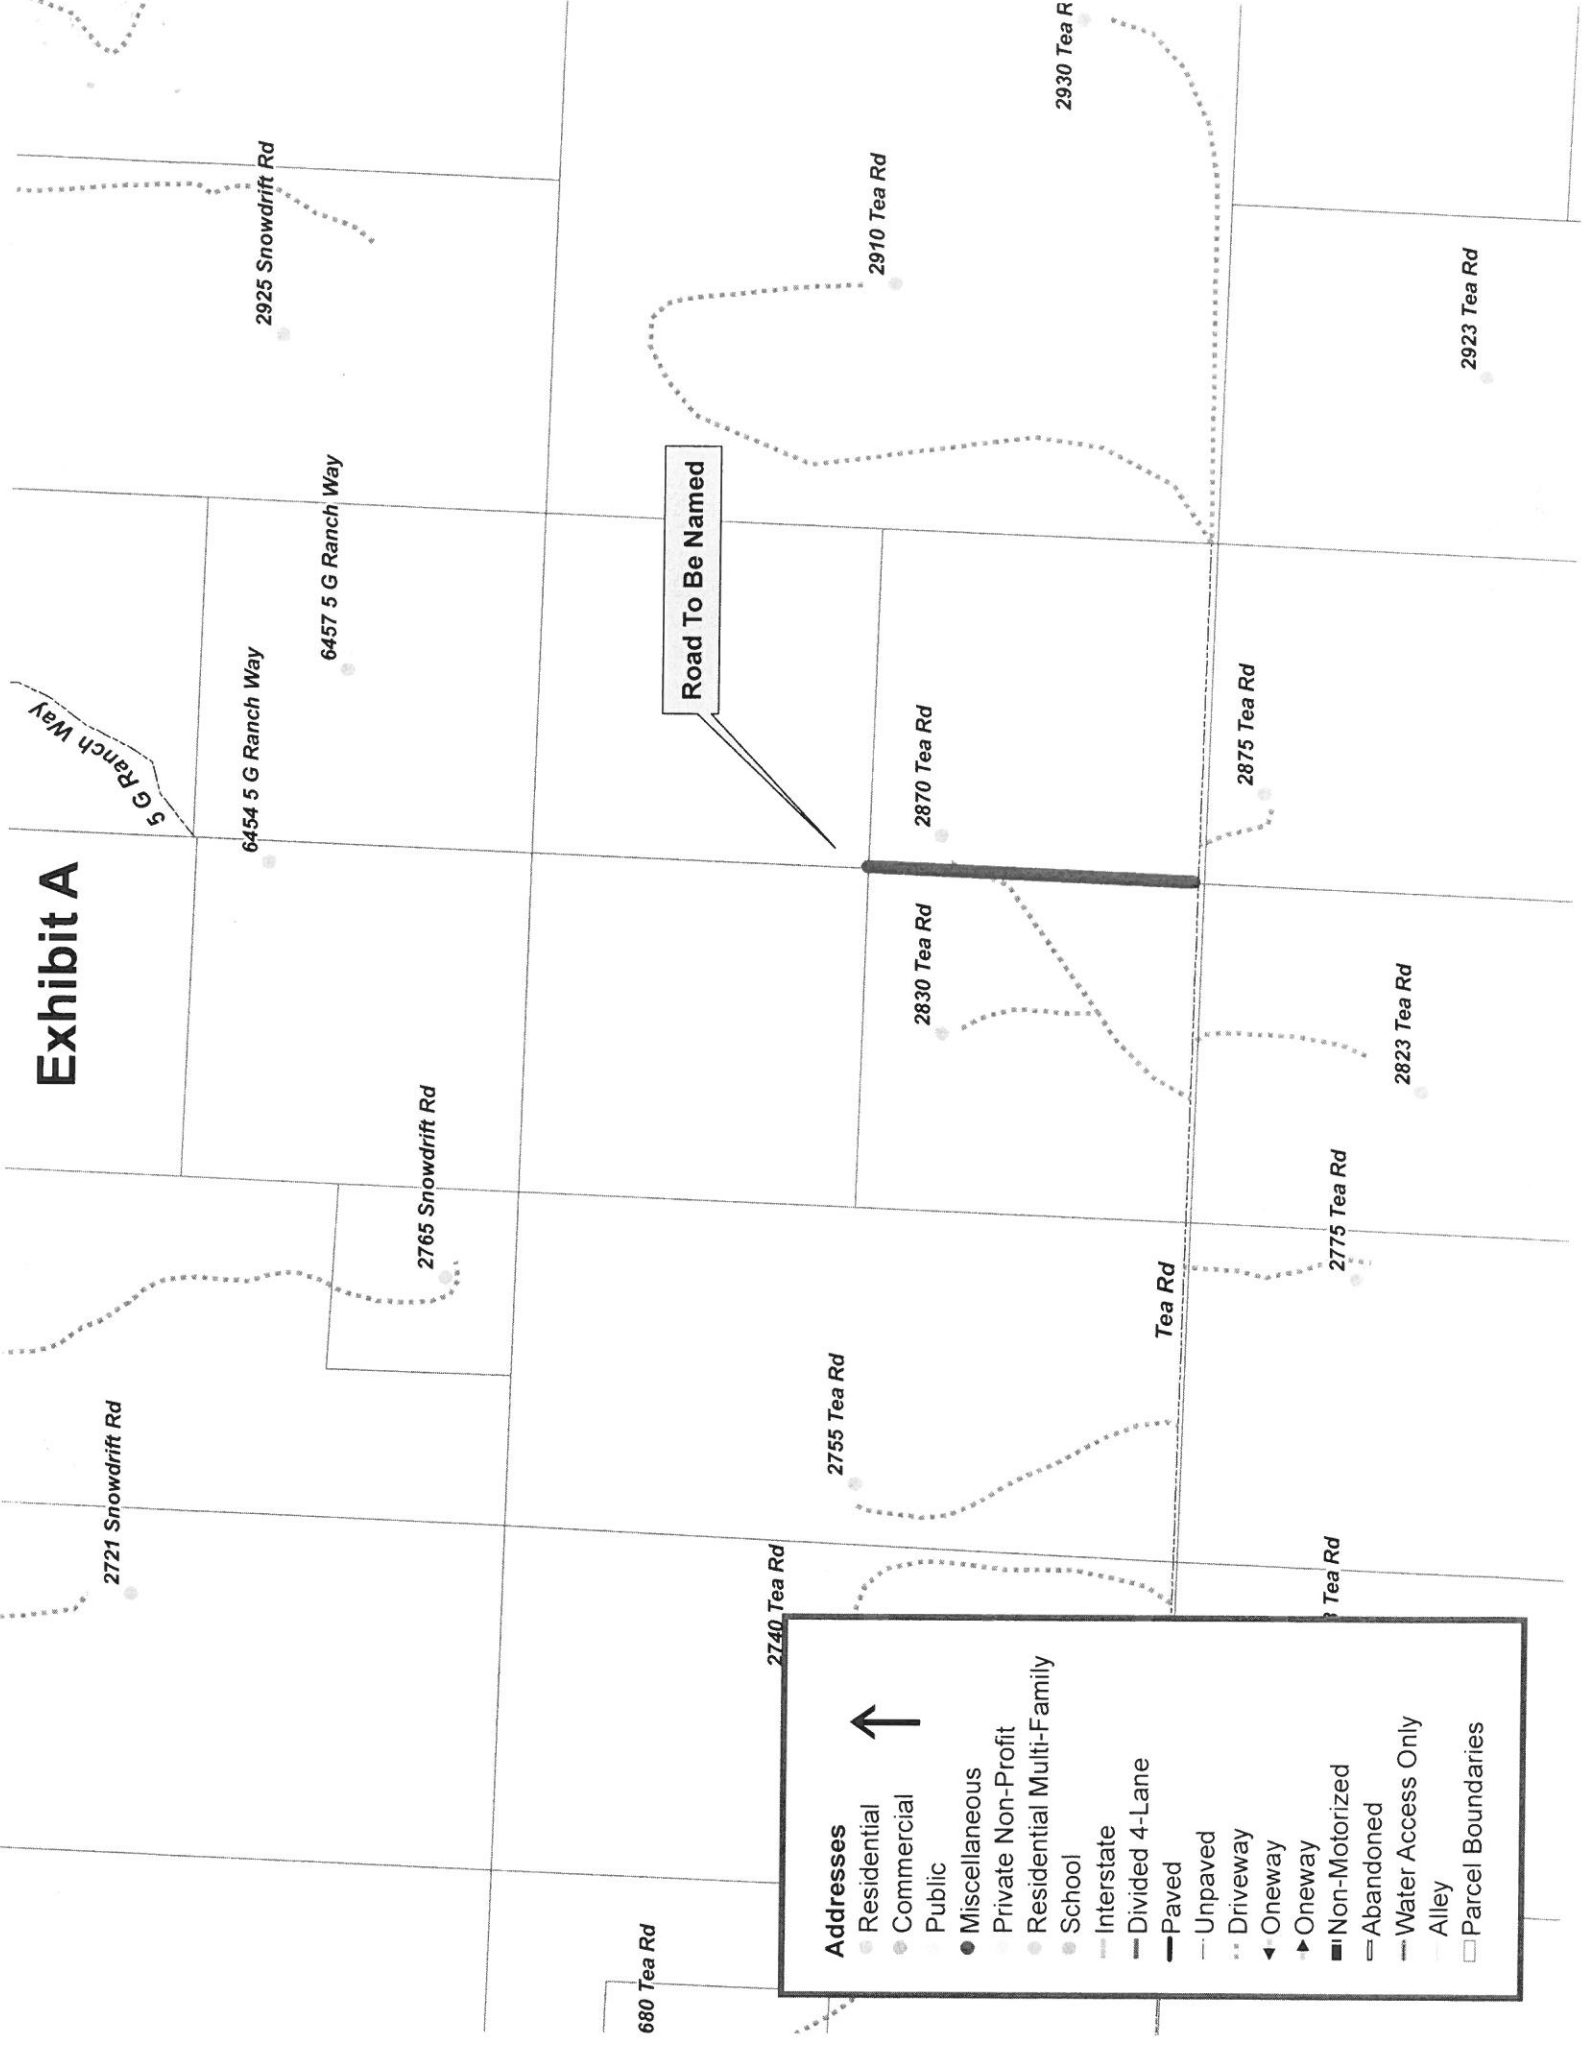 Exhibit A
5 G Ranch Way
2721 Snowdrift Rd
2765 Snowdrift Rd
6454 5 G Ranch Way
6457 5 G Ranch Way
2925 Snowdrift Rd
Road To Be Named
680 Tea Rd
2740 Tea Rd
2755 Tea Rd
2830 Tea Rd
2870 Tea Rd
2910 Tea Rd
2930 Tea R
Tea Rd
2775 Tea Rd
2823 Tea Rd
2875 Tea Rd
2923 Tea Rd
Tea Rd
Addresses
Residential
Commercial
Public
Miscellaneous
Private Non-Profit
Residential Multi-Family
School
Interstate
Divided 4-Lane
Paved
Unpaved
Driveway
Oneway
Oneway
Non-Motorized
Abandoned
Water Access Only
Alley
Parcel Boundaries